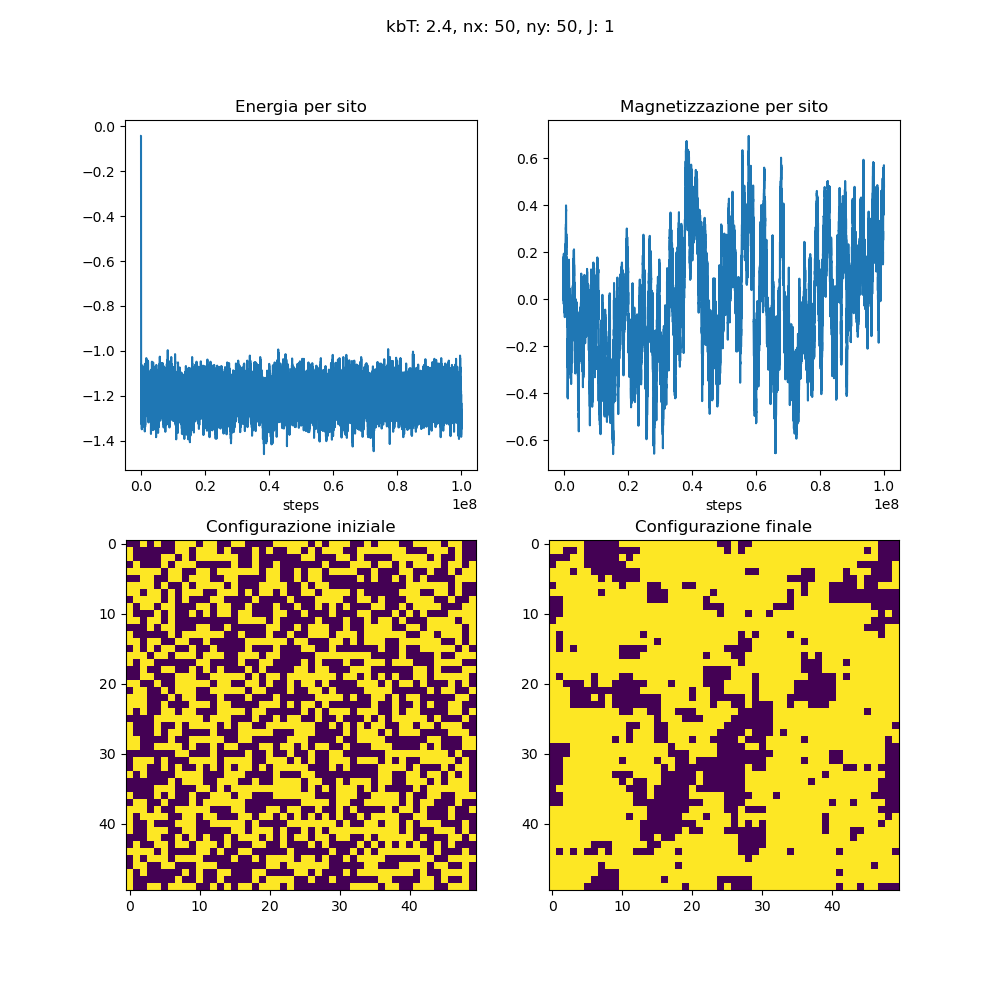 kbT: 2.4, nx: 50, ny: 50, J: 1
Energia per sito
0.0
−0.2
−0.4
−0.6
−0.8
−1.0
−1.2
−1.4
0.0 0.2 0.4 0.6 0.8 1.0
steps
1e8
Magnetizzazione per sito
0.6
0.4
0.2
0.0
−0.2
−0.4
−0.6
0.0 0.2 0.4 0.6 0.8 1.0
steps
1e8
Configurazione iniziale
0
10
20
30
40
0 10 20 30 40
Configurazione finale
0
10
20
30
40
0 10 20 30 40